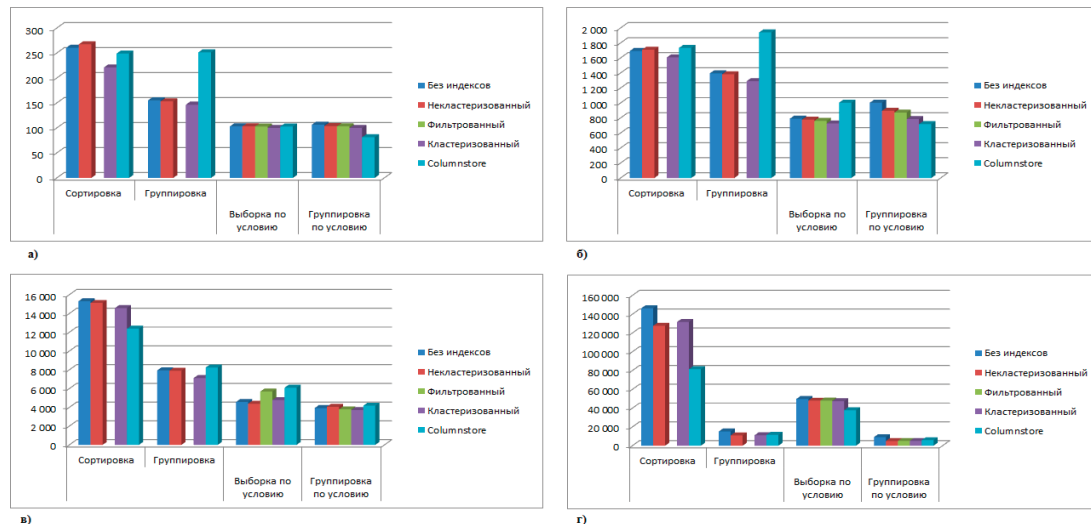 300
250
200
150
100
50
0
Сортировка
Группировка
Выборка по условию
Группировка по условию
Без индексов
Некластеризованный
Фильтрованный
Кластеризованный
Columnstore
а)
2 000
1 800
1 600
1 400
1 200
1 000
800
600
400
200
0
Сортировка
Группировка
Выборка по условию
Группировка по условию
Без индексов
Некластеризованный
Фильтрованный
Кластеризованный
Columnstore
б)
16 000
14 000
12 000
10 000
8 000
6 000
4 000
2 000
0
Сортировка
Группировка
Выборка по условию
Группировка по условию
Без индексов
Некластеризованный
Фильтрованный
Кластеризованный
Columnstore
в)
160 000
140 000
120 000
100 000
80 000
60 000
40 000
20 000
0
Сортировка
Группировка
Выборка по условию
Группировка по условию
Без индексов
Некластеризованный
Фильтрованный
Кластеризованный
Columnstore
г)